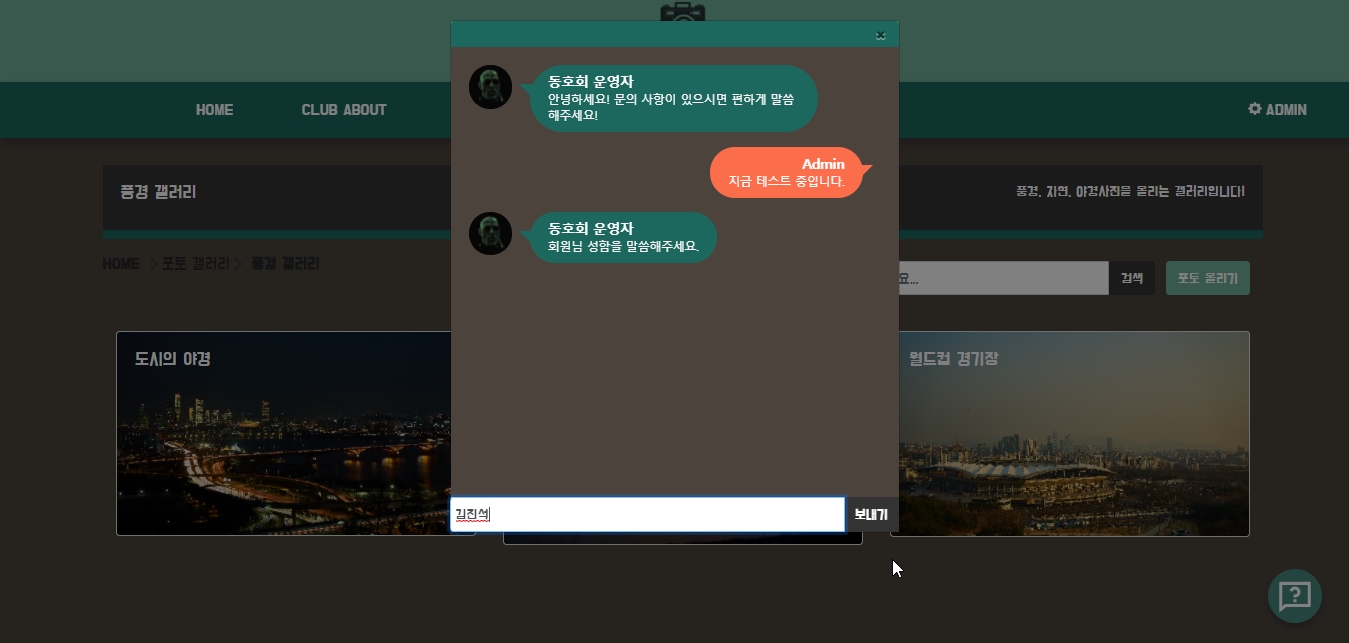 HOME
CLUB ABOUT
ADMIN
동호회 운영자
안녕하세요! 문의 사항이 있으시면 편하게 말씀
해주세요!
Admin
지금 테스트 중입니다.
동호회 운영자
회원님 성함을 말씀해주세요.
풍경 갤러리
풍경, 자연, 야경사진을 올리는 갤러리입니다!
HOME > 포토 갤러리 > 풍경 갤러리
요...
검색
포토 올리기
도시의 야경
월드컵 경기장
김진석
보내기